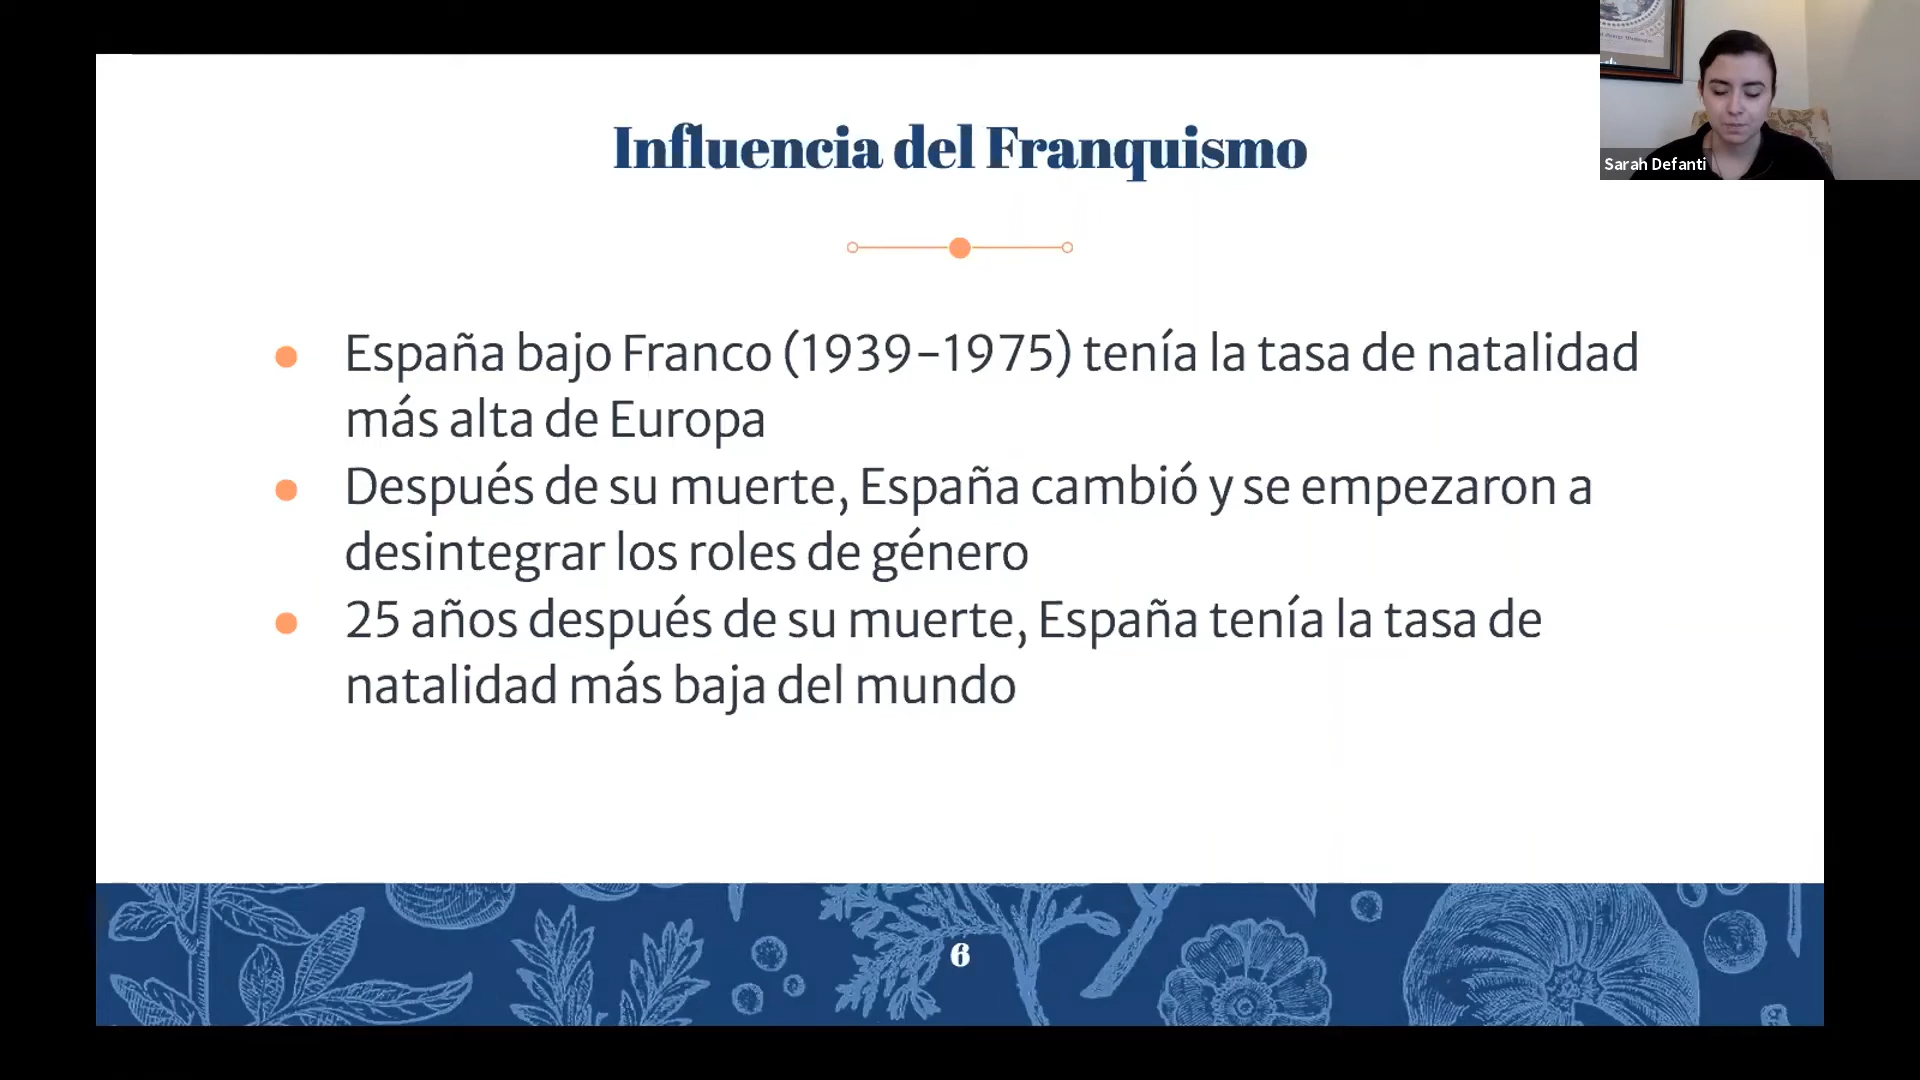 Influencia del Franquismo
Sarah Defanti
● España bajo Franco (1939-1975) tenía la tasa de natalidad
más alta de Europa
● Después de su muerte, España cambió y se empezaron a
desintegrar los roles de género
● 25 años después de su muerte, España tenía la tasa de
natalidad más baja del mundo
6